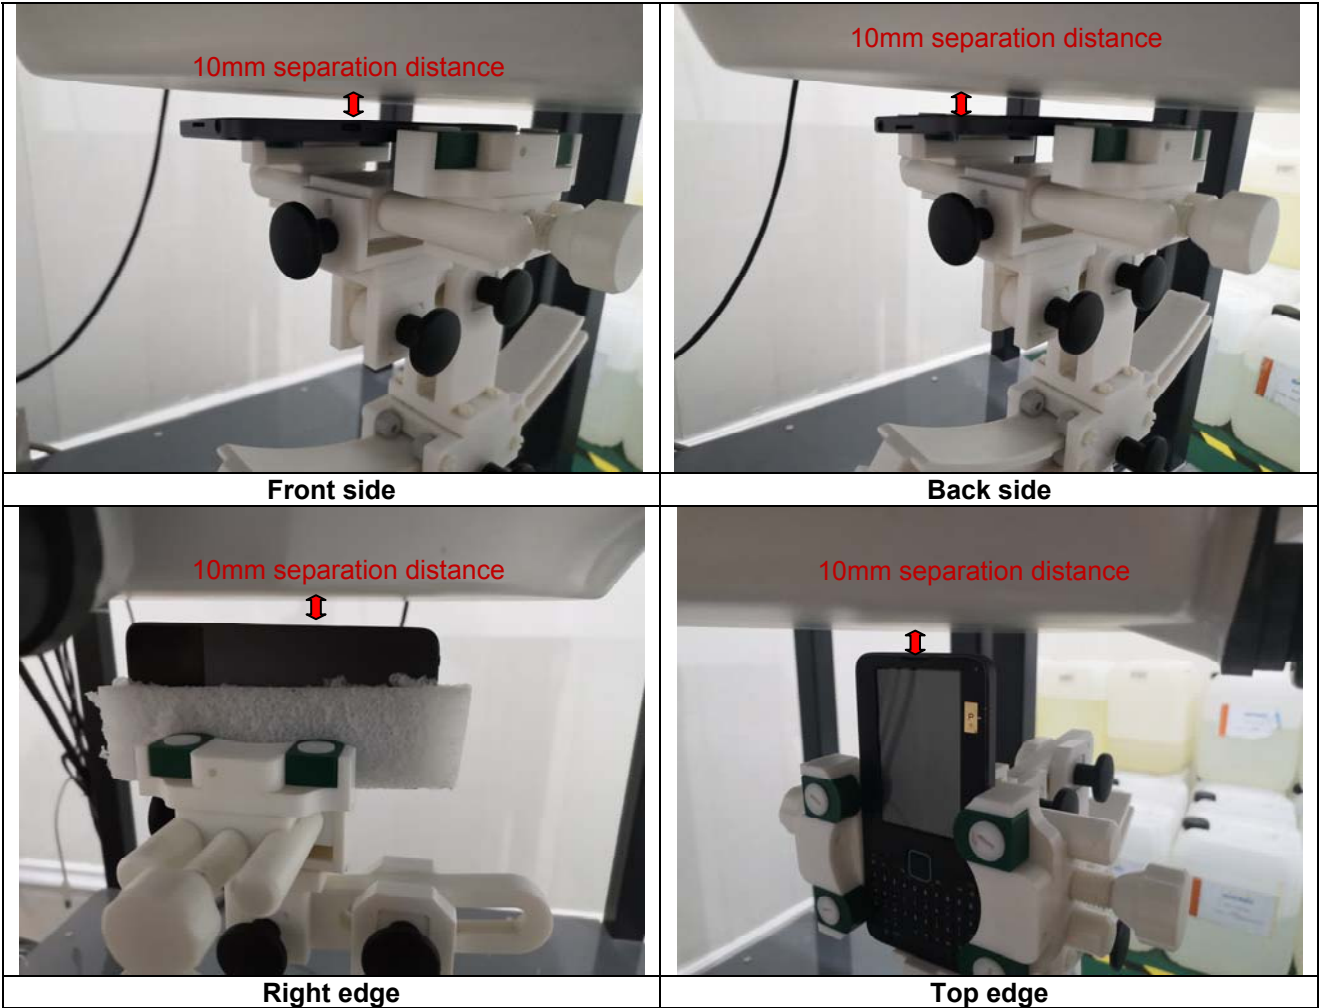 10mm separation distance
10mm separation distance
Front side
Back side
10mm separation distance
10mm separation distance
Right edge
Top edge